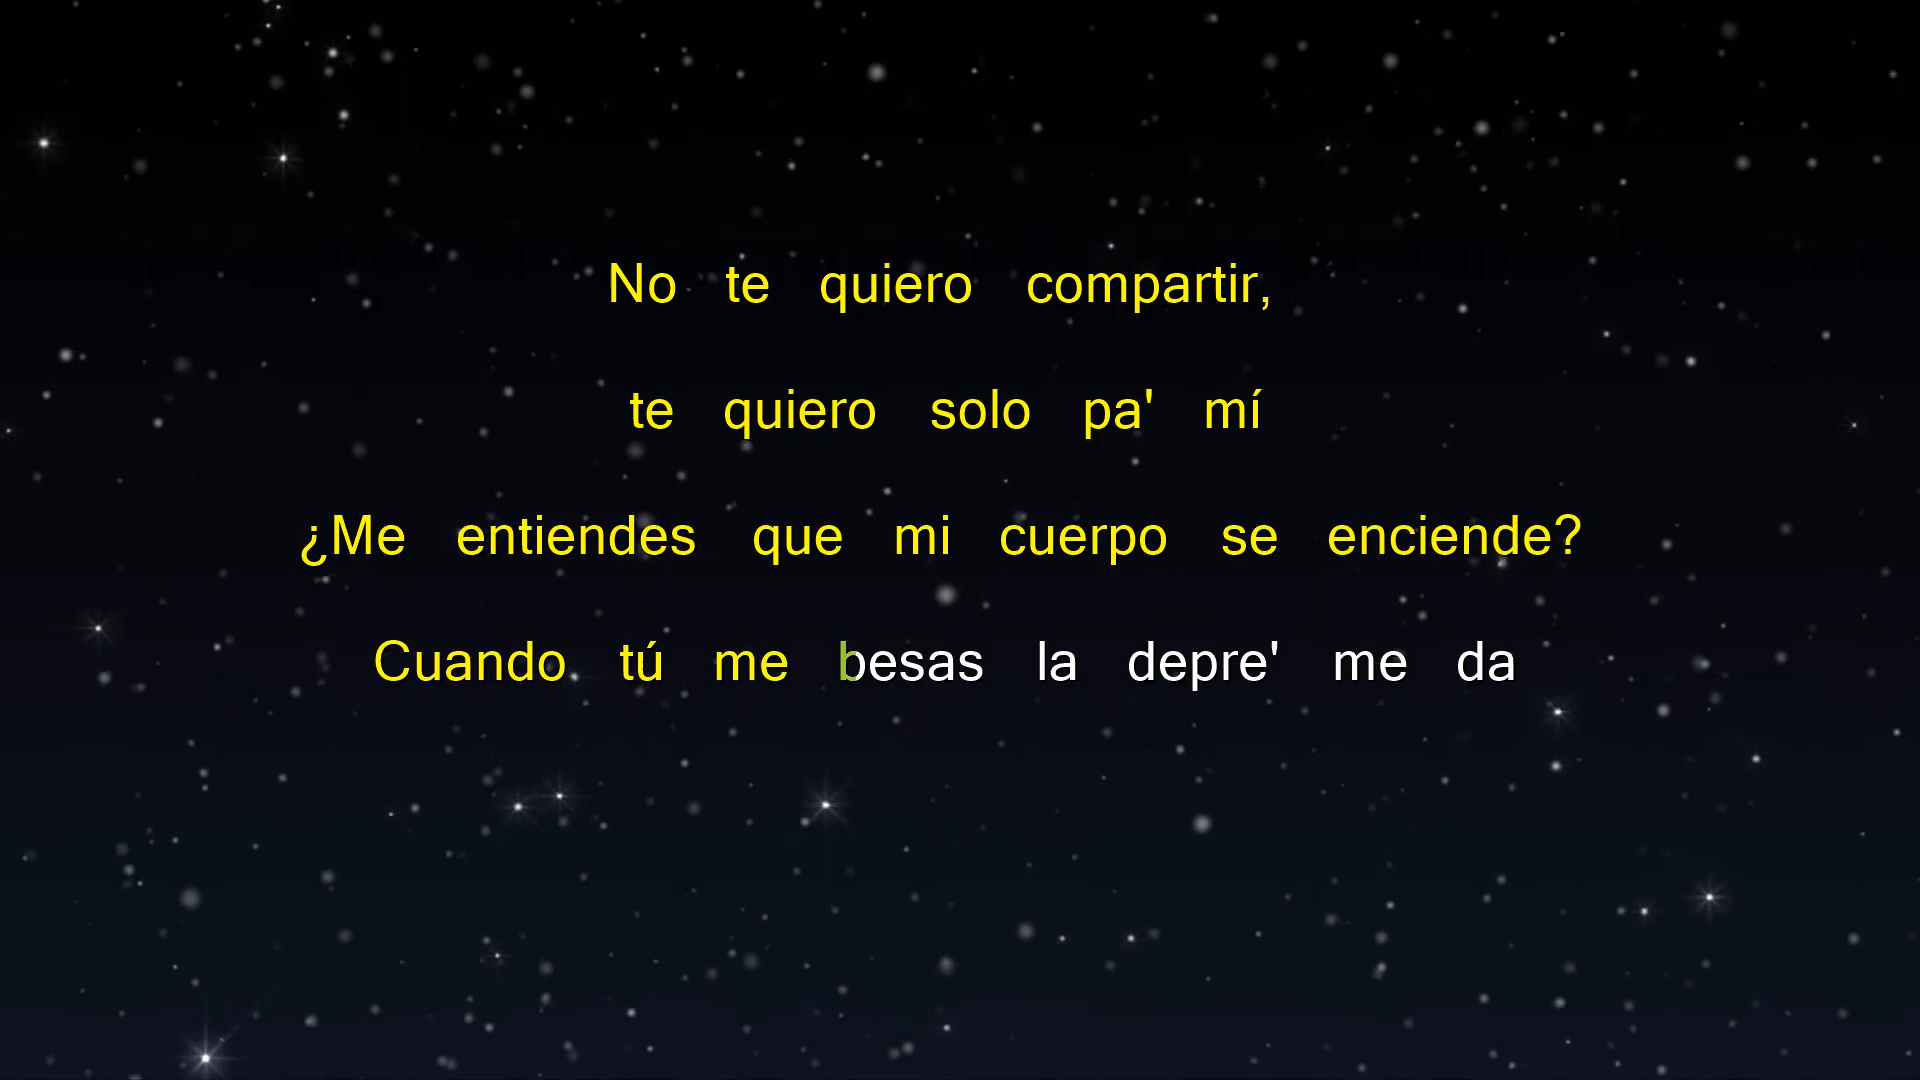 No te quiero compartir,
te quiero solo pa' mí
¿Me entiendes que mi cuerpo se enciende?
Cuando tú me besas la depre' me da